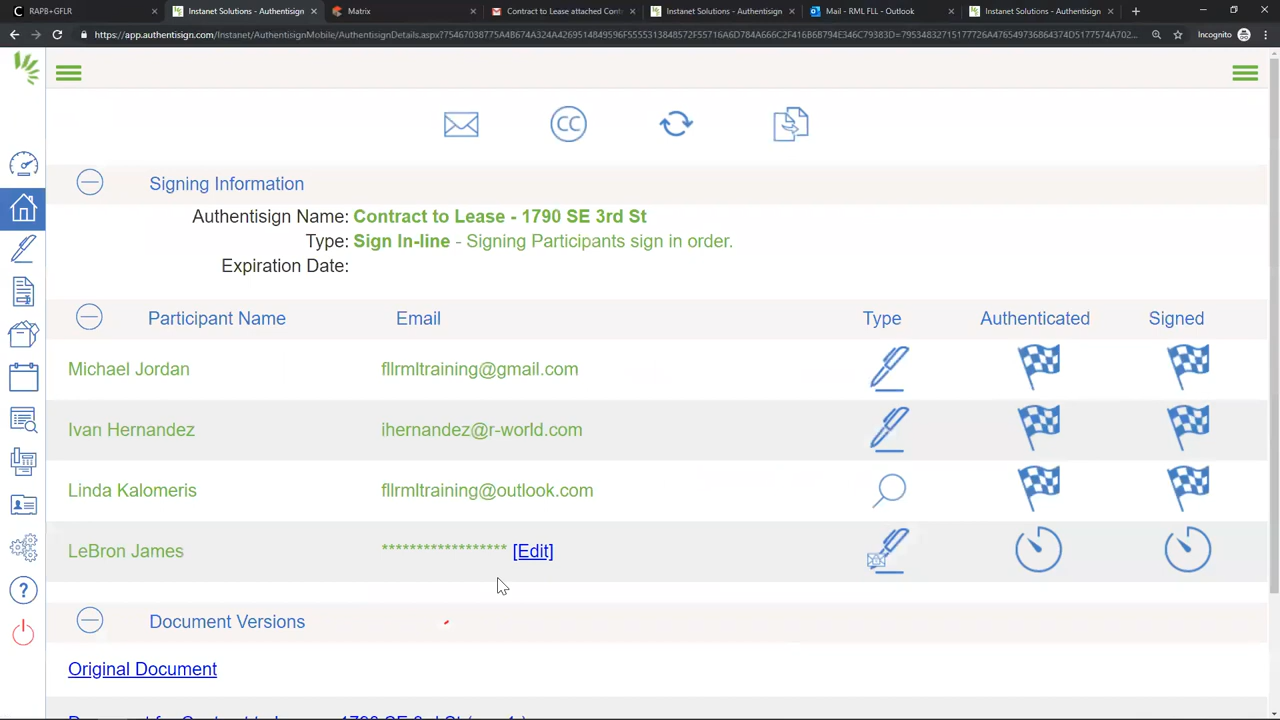 RAPB+GFLR
Instanet Solutions - Authentisign
Matrix
Contract to Lease attached Cont
Instanet Solutions - Authentisign
Mail - RML FLL - Outlook
Instanet Solutions - Authentisign
Incognito
CC
Signing Information
Authentisign Name: Contract to Lease - 1790 SE 3rd St
Type: Sign In-line - Signing Participants sign in order.
Expiration Date:
Participant Name Email Type Authenticated Signed
Michael Jordan fllrmltraining@gmail.com
Ivan Hernandez ihernandez@r-world.com
Linda Kalomeris fllrmltraining@outlook.com
LeBron James ****************** [Edit]
Document Versions
Original Document